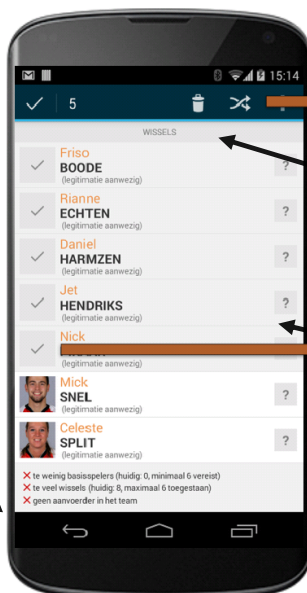 15:14
5
WISSELS
Friso
BOODE
(legitimatie aanwezig)
?
Rianne
ECHTEN
(legitimatie aanwezig)
?
Daniel
HARMZEN
(legitimatie aanwezig)
?
Jet
HENDRIKS
(legitimatie aanwezig)
?
Nick
(legitimatie aanwezig)
Mick
SNEL
(legitimatie aanwezig)
?
Celeste
SPLIT
(legitimatie aanwezig)
?
te weinig basisspelers (huidig: 0, minimaal 6 vereist)
te veel wissels (huidig: 8, maximaal 6 toegestaan)
geen aanvoerder in het team